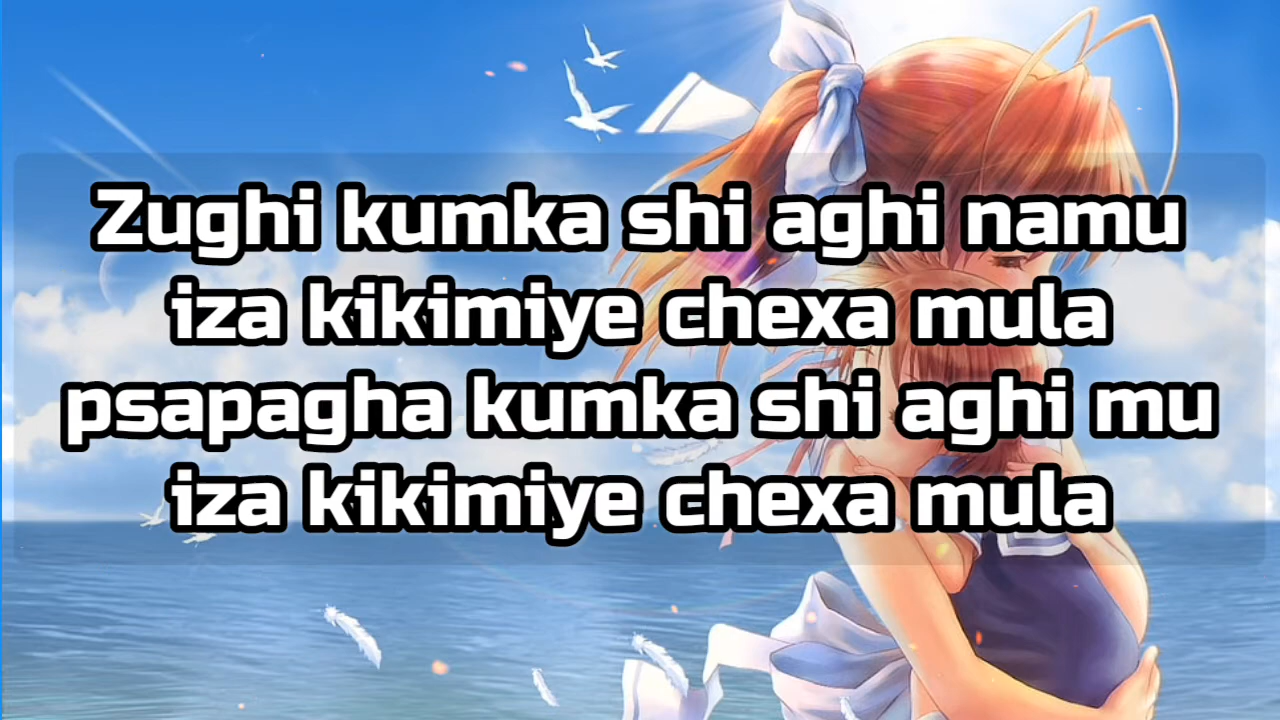 Zughi kumka shi aghi namu
iza kikimiye chexa mula
psapagha kumka shi aghi mu
iza kikimiye chexa mula